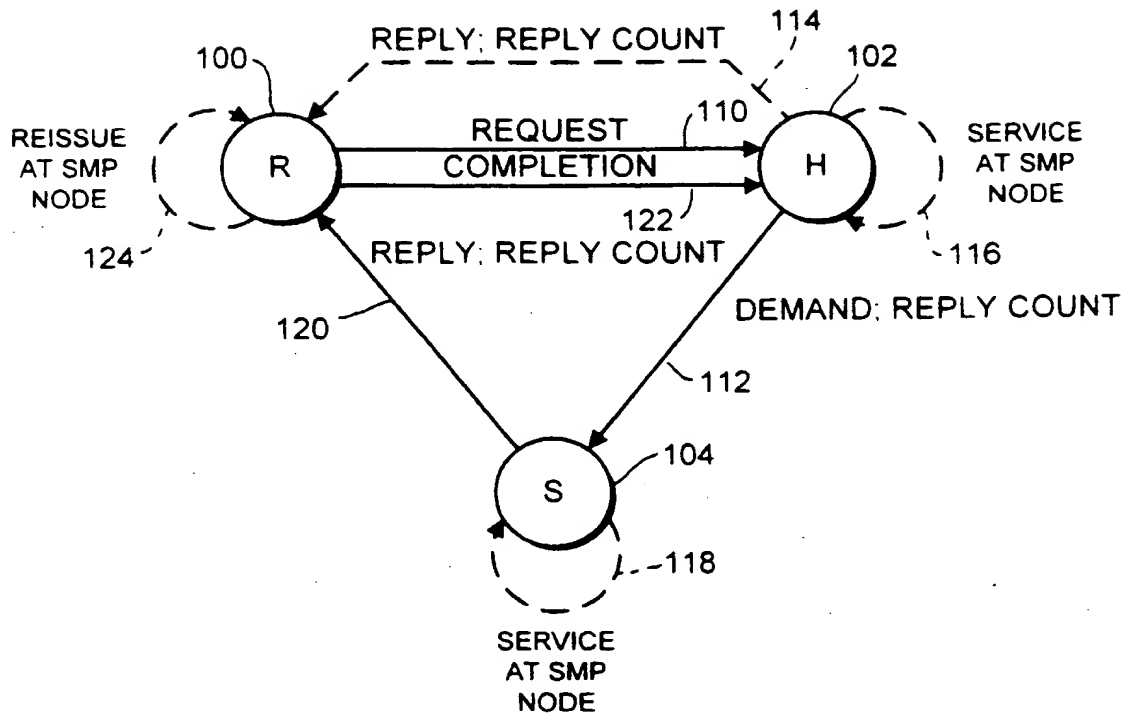 114
REPLY; REPLY COUNT
100
102
REQUEST
110
REISSUE
AT SMP
NODE
R
COMPLETION
H
SERVICE
AT SMP
NODE
122
124
REPLY; REPLY COUNT
116
120
DEMAND; REPLY COUNT
112
104
S
118
SERVICE
AT SMP
NODE